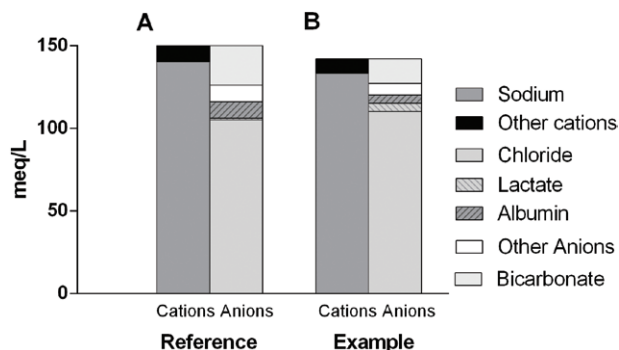 A
B
150
100
50
0
meq/L
Cations Anions
Cations Anions
Reference
Example
Sodium
Other cations
Chloride
Lactate
Albumin
Other Anions
Bicarbonate